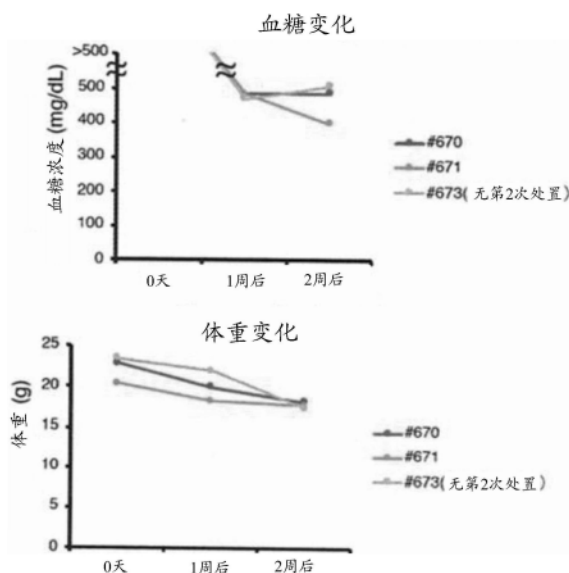 血糖变化
血糖浓度 (mg/dL)
>500
500
400
300
200
100
0
0天
1周后
2周后
#670
#671
#673(无第2次处置)
体重变化
体重 (g)
25
20
15
10
5
0
0天
1周后
2周后
#670
#671
#673(无第2次处置)